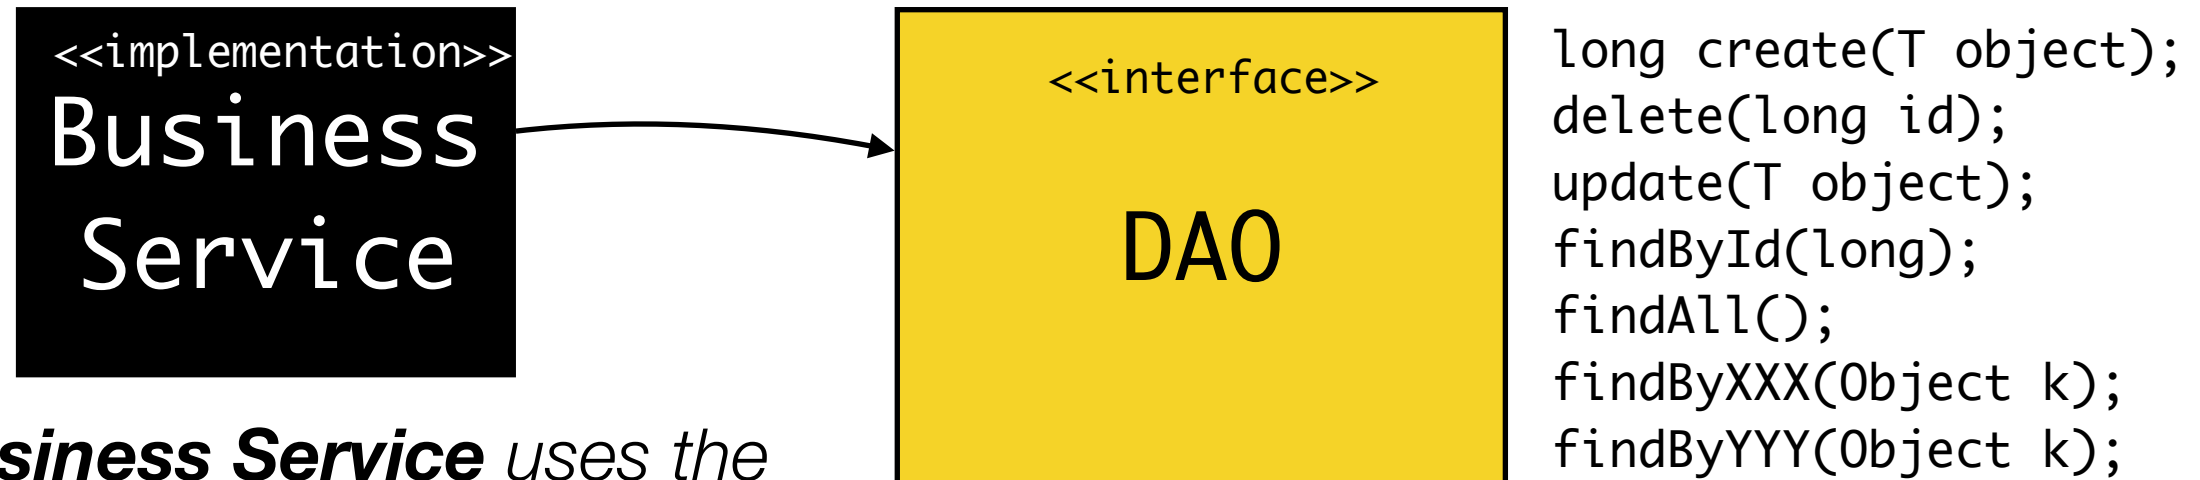 <<implementation>>
Business
Service
siness Service uses the
<<interface>>
DAO
long create(T object);
delete(long id);
update(T object);
findById(long);
findAll();
findByXXX(Object k);
findByYYY(Object k);